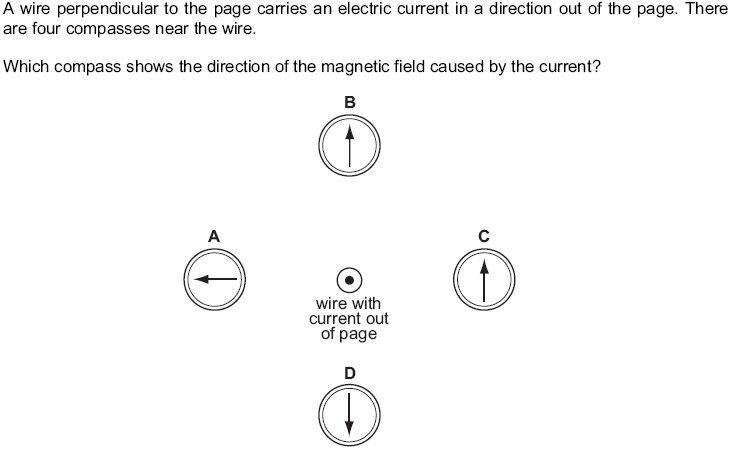 A wire perpendicular to the page carries an electric current in a direction out of the page. There
are four compasses near the wire.
Which compass shows the direction of the magnetic field caused by the current?
B
A
C
wire with
current out
of page
D